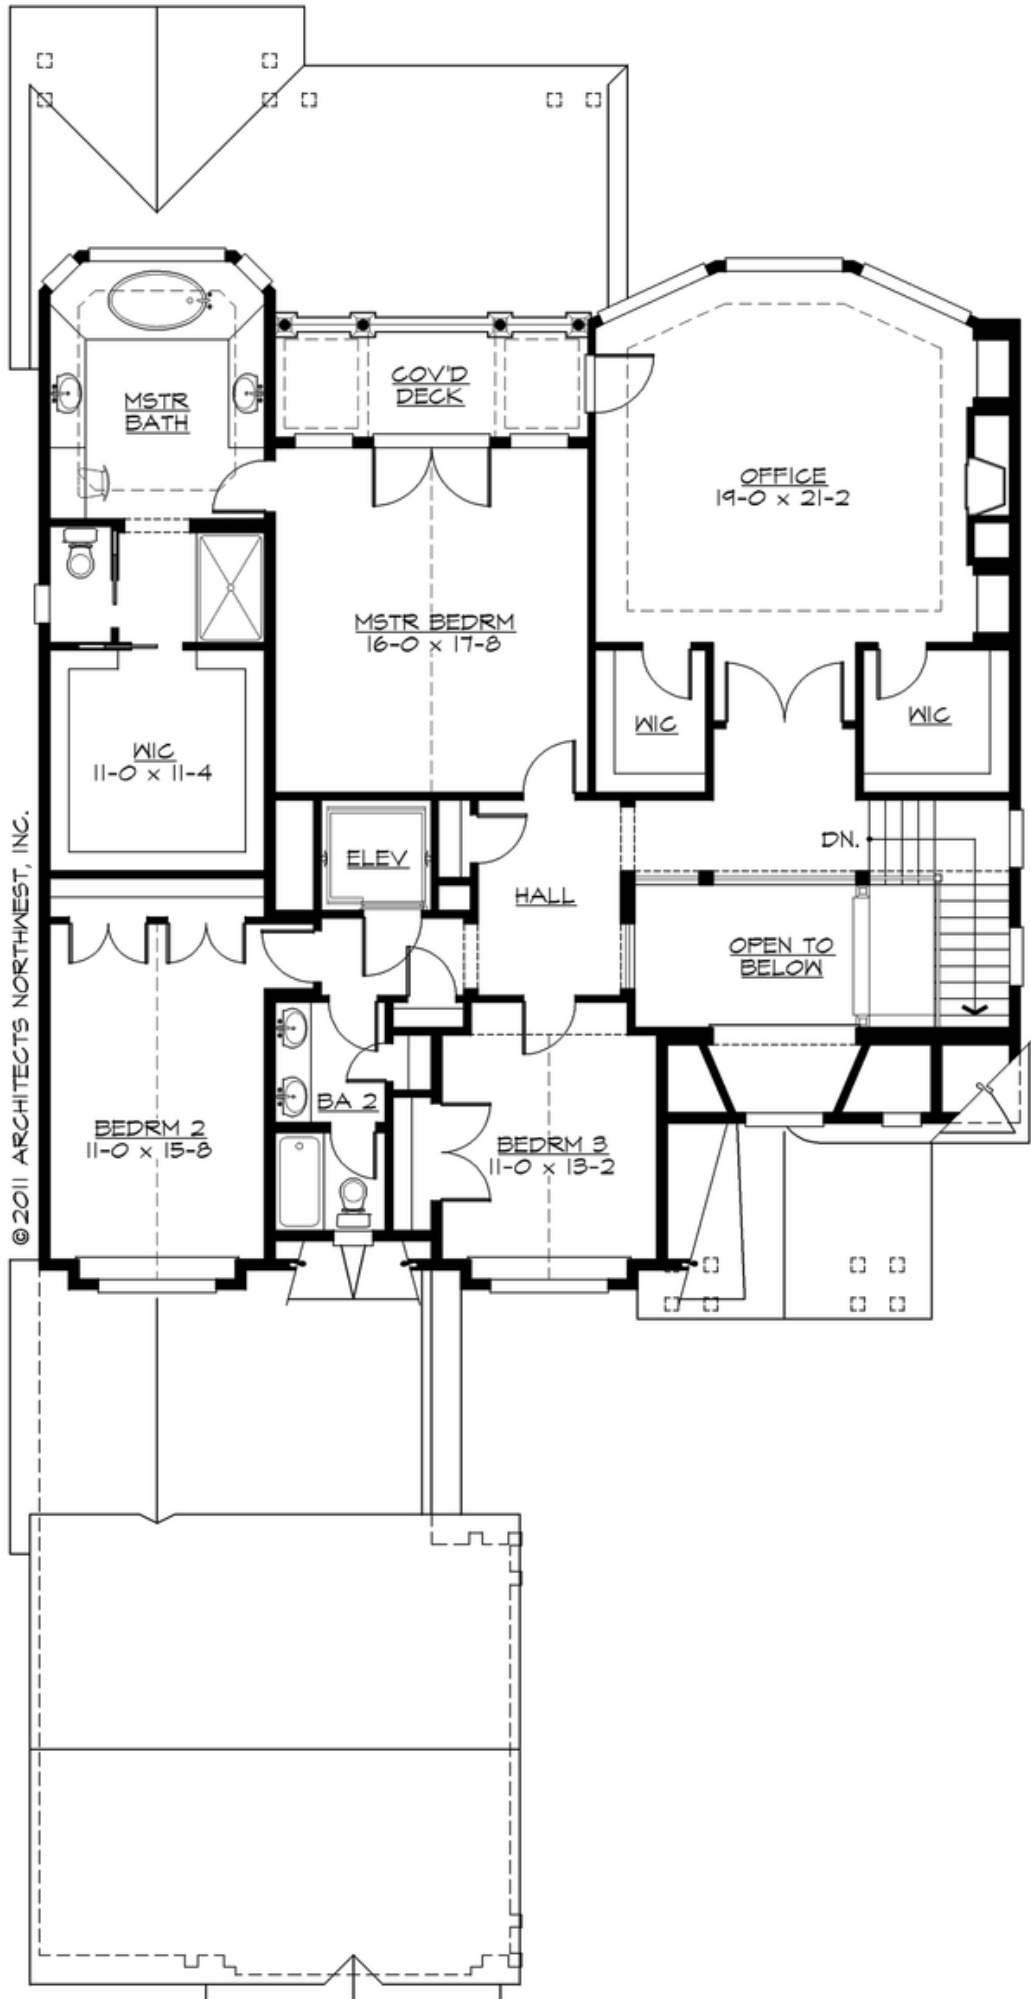 MSTR
BATH
COV'D
DECK
OFFICE
19-0 x 21-2
MSTR BEDRM
16-0 x 17-8
WIC
WIC
WIC
11-0 x 11-4
DN.
ELEV
HALL
OPEN TO
BELOW
BA 2
BEDRM 2
11-0 x 15-8
BEDRM 3
11-0 x 13-2
©2011 ARCHITECTS NORTHWEST, INC.